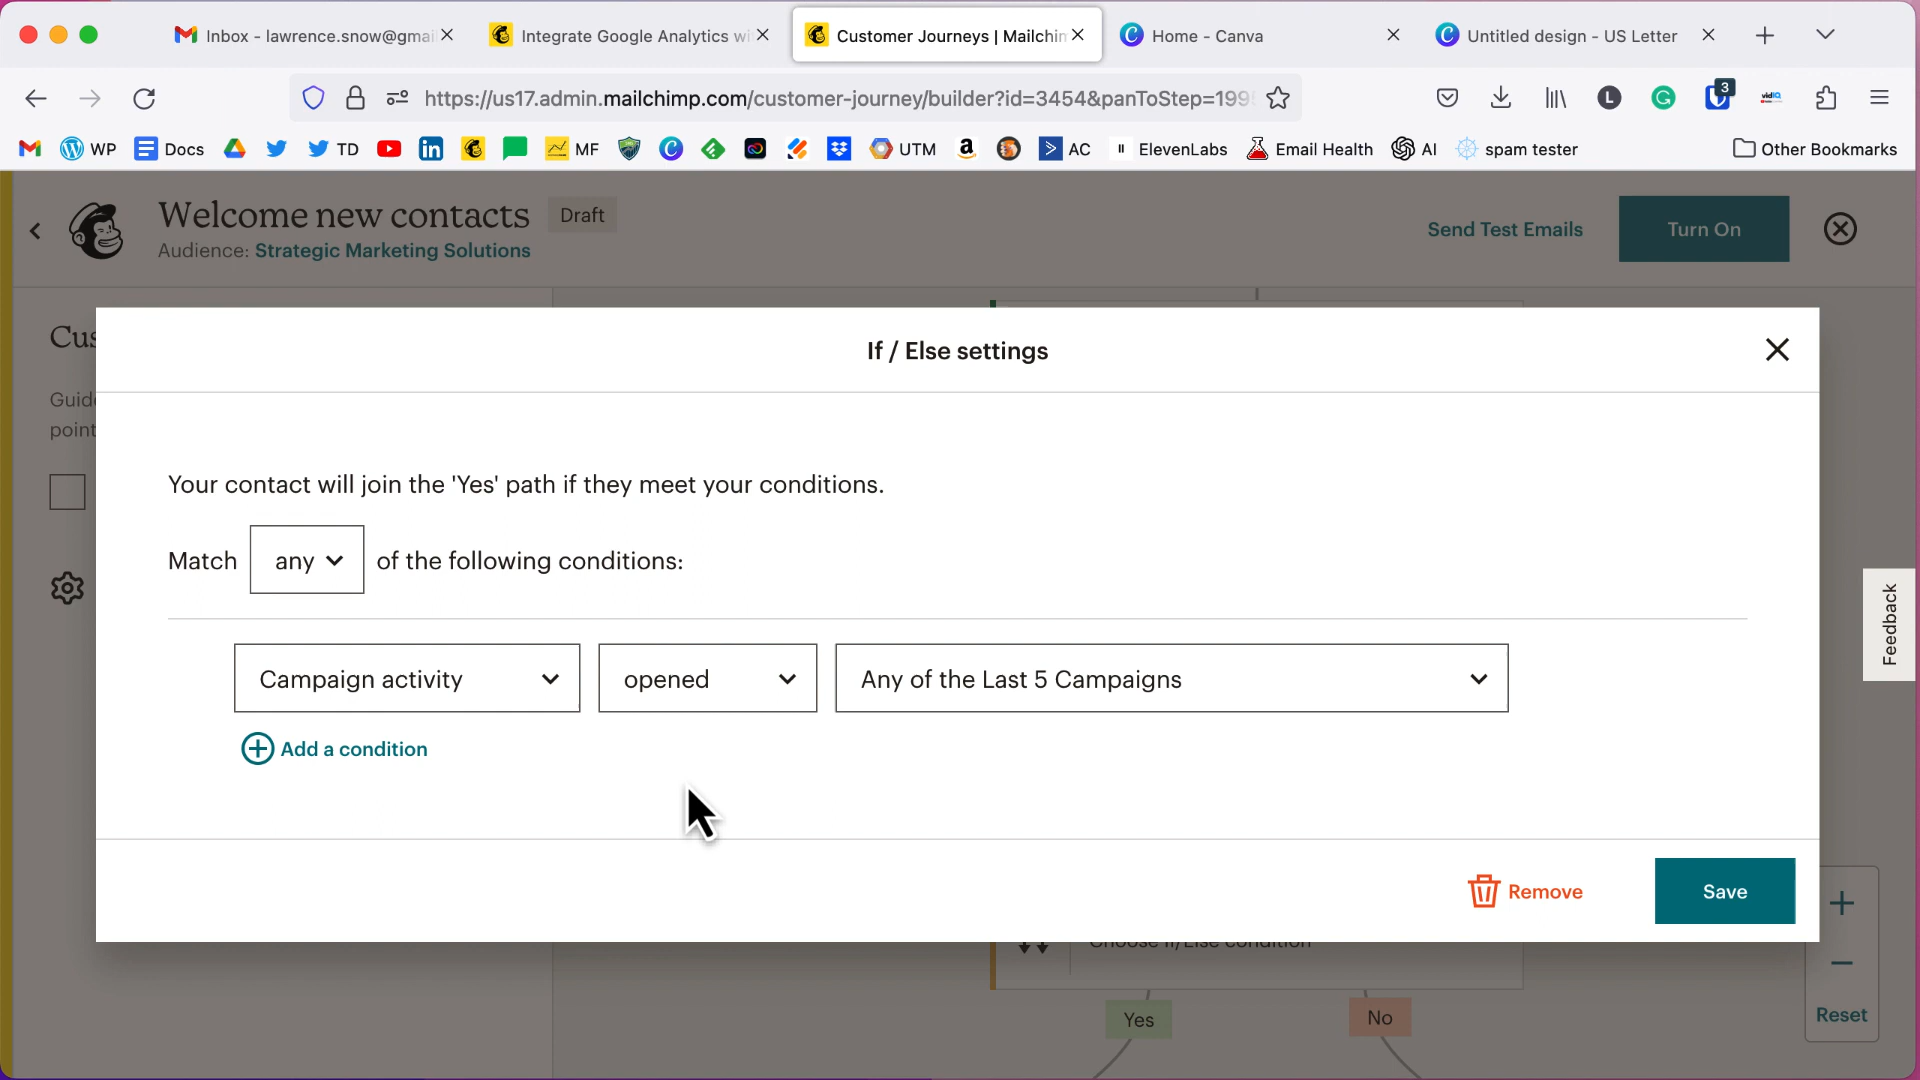 Inbox - lawrence.snow@gmai
Integrate Google Analytics wi
Customer Journeys | Mailchim
Home - Canva
Untitled design - US Letter
https://us17.admin.mailchimp.com/customer-journey/builder?id=3454&panToStep=199
L
3
vidIQ
WP
Docs
TD
MF
UTM
AC
ElevenLabs
Email Health
AI
spam tester
Other Bookmarks
Welcome new contacts
Draft
Audience: Strategic Marketing Solutions
Send Test Emails
Turn On
Cus
Guid
point
If / Else settings
Your contact will join the 'Yes' path if they meet your conditions.
Match any of the following conditions:
Campaign activity
opened
Any of the Last 5 Campaigns
Add a condition
Feedback
Remove
Save
Choose If/Else condition
Yes
No
Reset